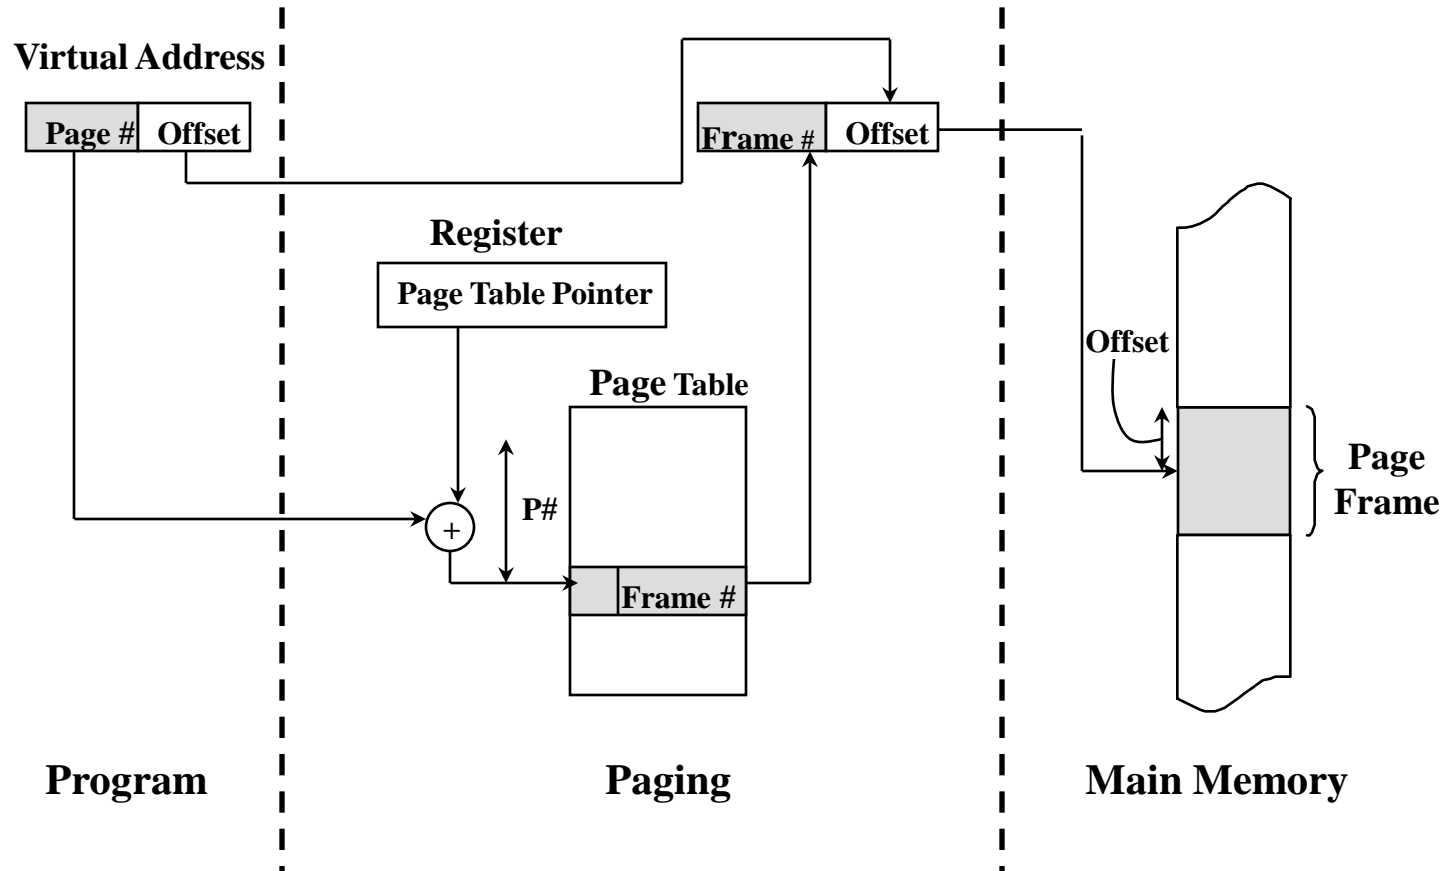 Virtual Address
Page #
Offset
Frame #
Offset
Register
Page Table Pointer
Page Table
P#
+
Frame #
Offset
Page
Frame
Program
Paging
Main Memory